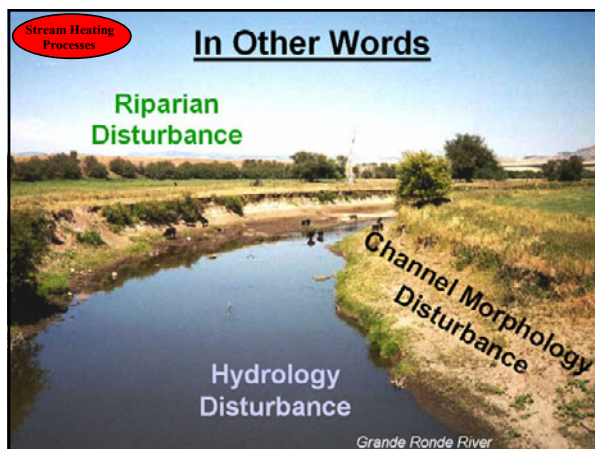 Stream Heating
Processes
In Other Words
Riparian
Disturbance
Channel Morphology
Disturbance
Hydrology
Disturbance
Grande Ronde River